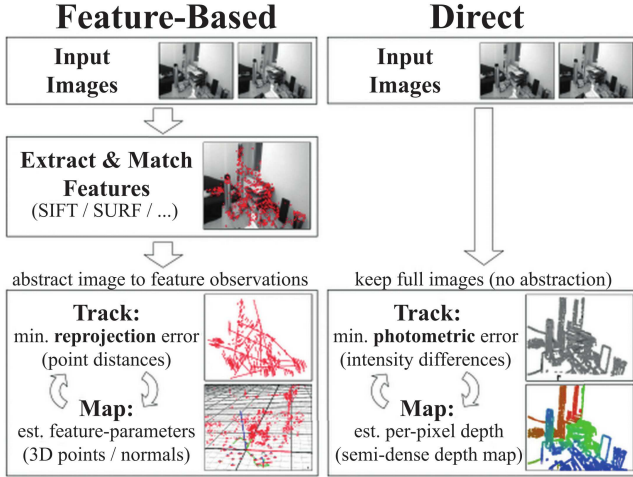 Feature-Based
Input
Images
Extract & Match
Features
(SIFT / SURF / ...)
abstract image to feature observations
Track:
min. reprojection error
(point distances)
Map:
est. feature-parameters
(3D points / normals)
Direct
Input
Images
keep full images (no abstraction)
Track:
min. photometric error
(intensity differences)
Map:
est. per-pixel depth
(semi-dense depth map)